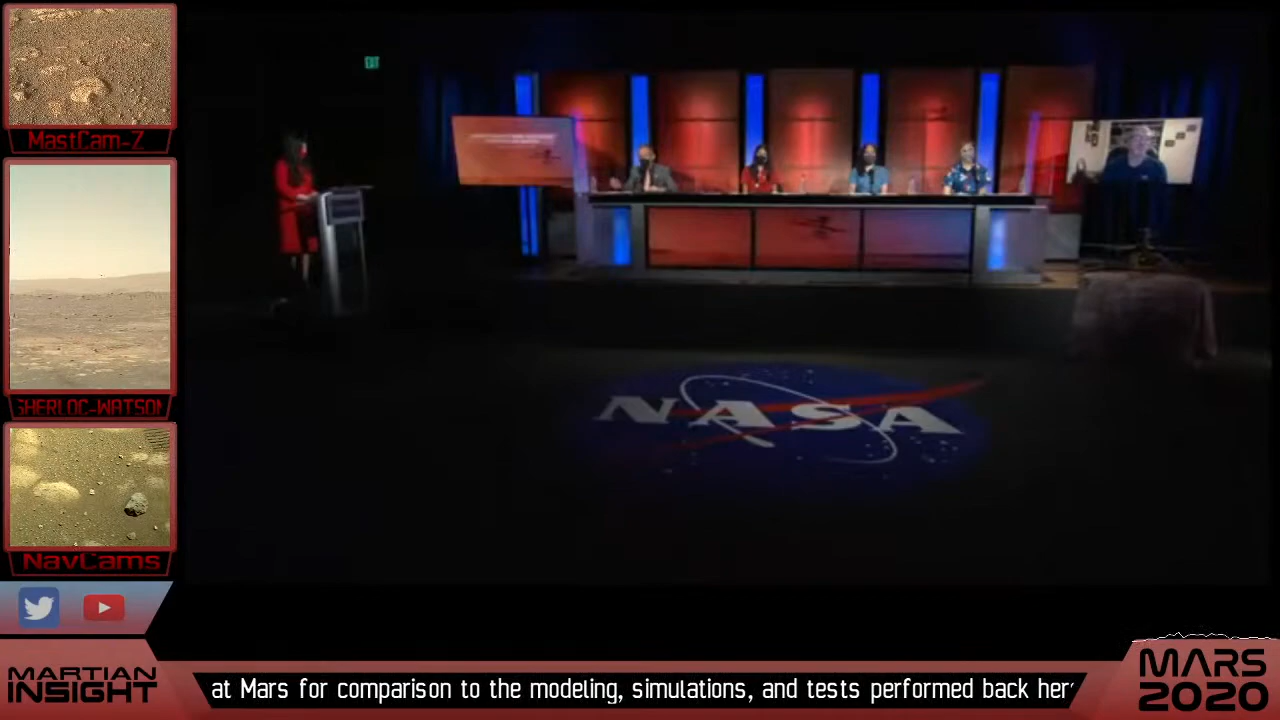 EXIT
MastCam-Z
SHERLOC-WATSON
NASA
NavCams
MARTIAN
INSIGHT
at Mars for comparison to the modeling, simulations, and tests performed back her
MARS
2020